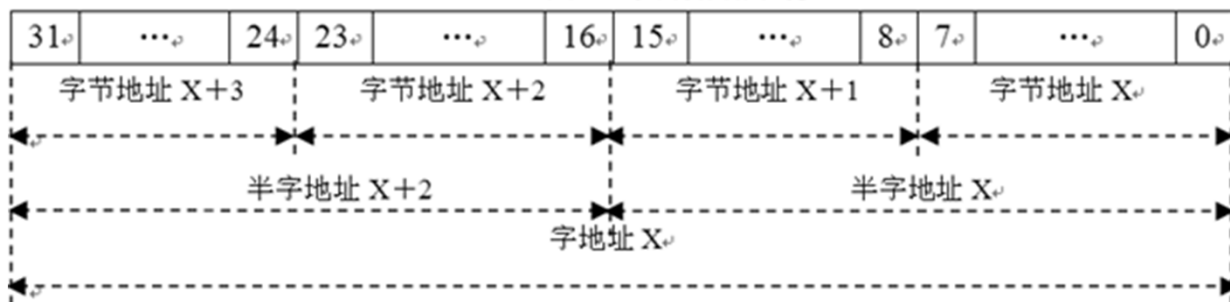 31 … 24 23 … 16 15 … 8 7 … 0
字节地址 X+3 字节地址 X+2 字节地址 X+1 字节地址 X
半字地址 X+2 半字地址 X
字地址 X